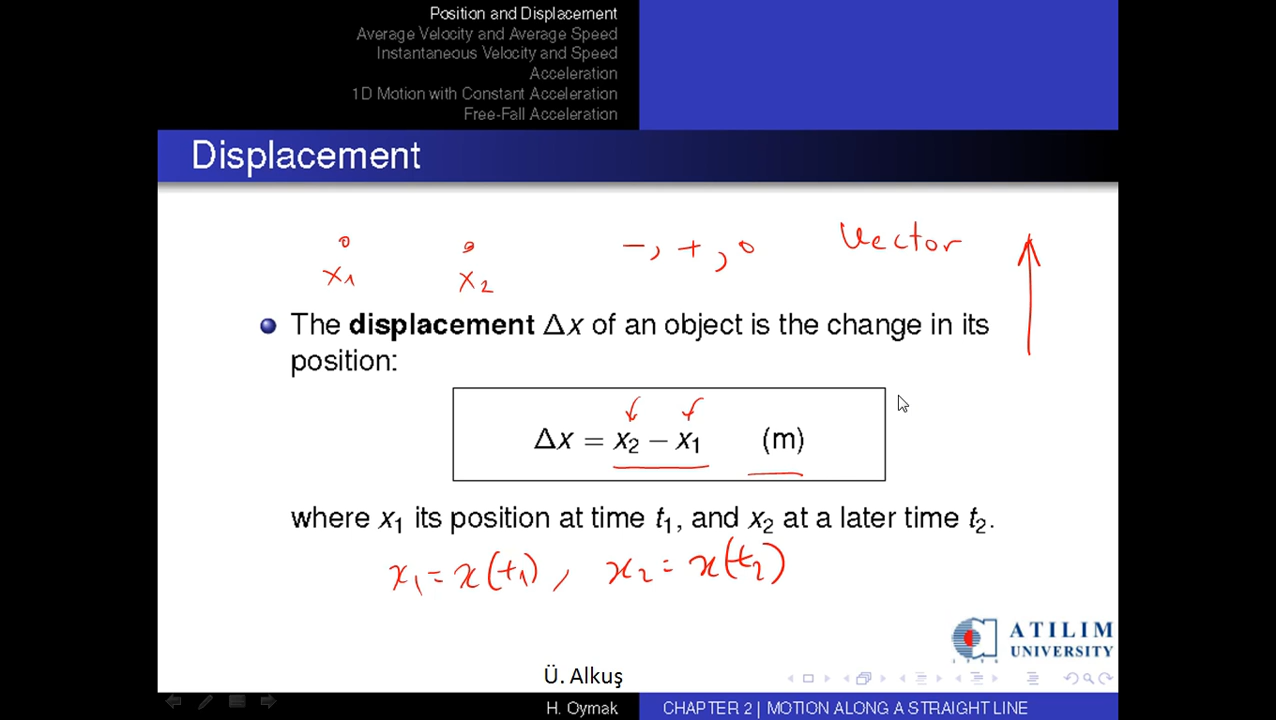 Position and Displacement
Average Velocity and Average Speed
Instantaneous Velocity and Speed
Acceleration
1D Motion with Constant Acceleration
Free-Fall Acceleration
Displacement
−, + , 0 Vector
x₁ x₂
The displacement Δx of an object is the change in its
position:
Δx = x₂ − x₁ (m)
where x₁ its position at time t₁, and x₂ at a later time t₂.
x₁ = x(t₁) , x₂ = x(t₂)
ATILIM
UNIVERSITY
Ü. Alkuş
H. Oymak CHAPTER 2 | MOTION ALONG A STRAIGHT LINE